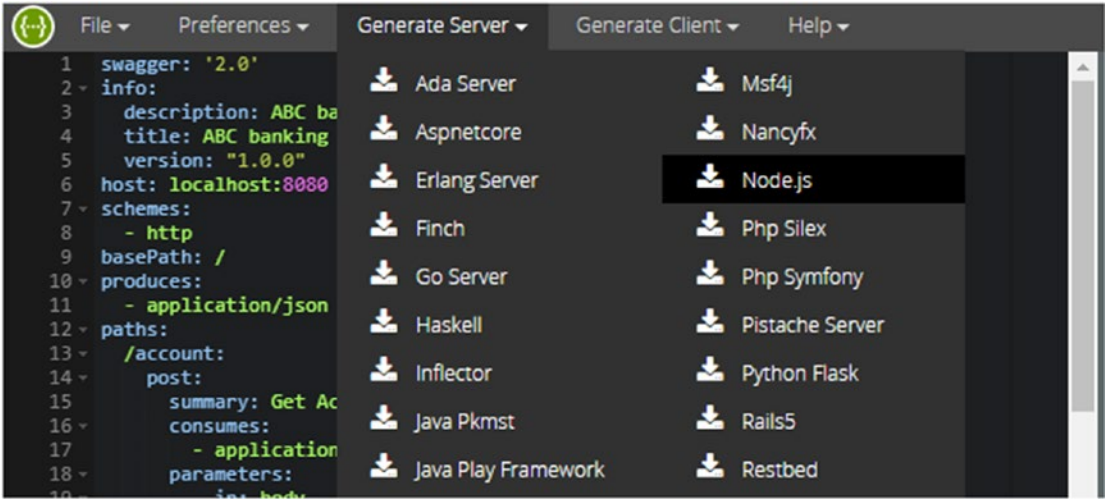 {...} File Preferences Generate Server Generate Client Help
1 swagger: '2.0'
2 info:
3 description: ABC ba
4 title: ABC banking
5 version: "1.0.0"
6 host: localhost:8080
7 schemes:
8 - http
9 basePath: /
10 produces:
11 - application/json
12 paths:
13 /account:
14 post:
15 summary: Get Ac
16 consumes:
17 - application
18 parameters:
19 - in: body
Ada Server
Aspnetcore
Erlang Server
Finch
Go Server
Haskell
Inflector
Java Pkmst
Java Play Framework
Msf4j
Nancyfx
Node.js
Php Silex
Php Symfony
Pistache Server
Python Flask
Rails5
Restbed